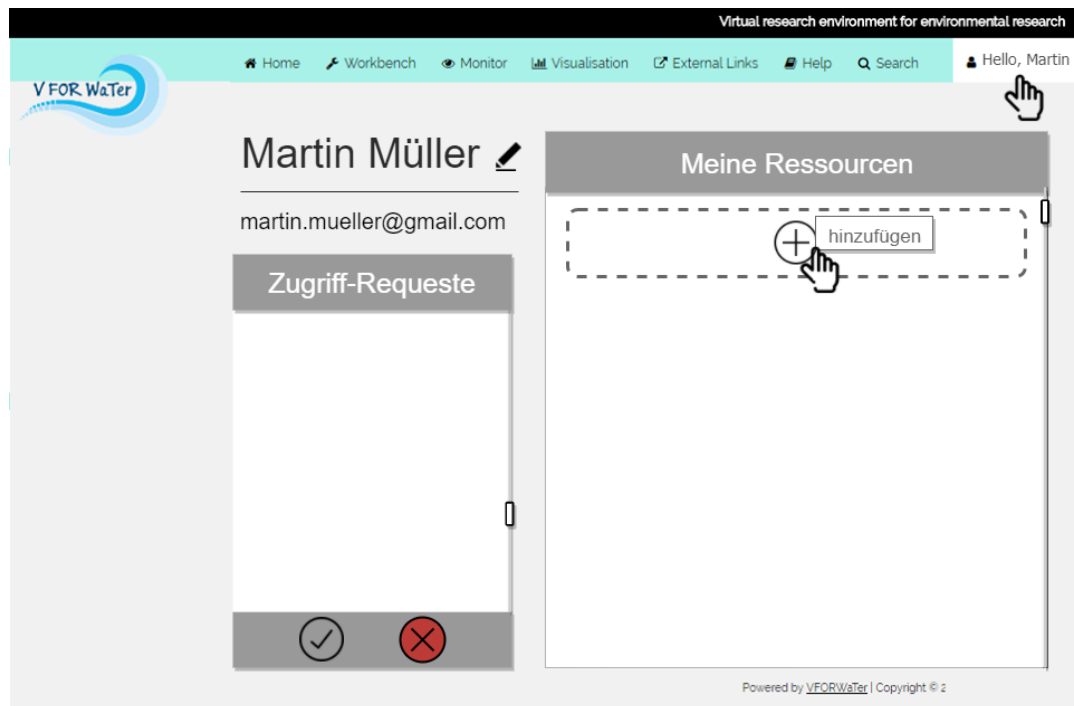 Virtual research environment for environmental research
Home Workbench Monitor Visualisation External Links Help Search Hello, Martin
V FOR WaTer
Martin Müller
Meine Ressourcen
martin.mueller@gmail.com
hinzufügen
Zugriff-Requeste
Powered by VFORWaTer | Copyright © 2